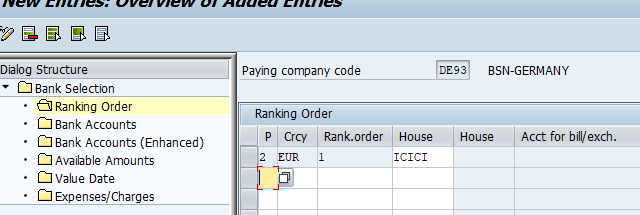 New Entries: Overview of Added Entries
Dialog Structure
Bank Selection
Ranking Order
Bank Accounts
Bank Accounts (Enhanced)
Available Amounts
Value Date
Expenses/Charges
Paying company code DE93 BSN-GERMANY
Ranking Order
P Crcy Rank.order House House Acct for bill/exch.
2 EUR 1 ICICI